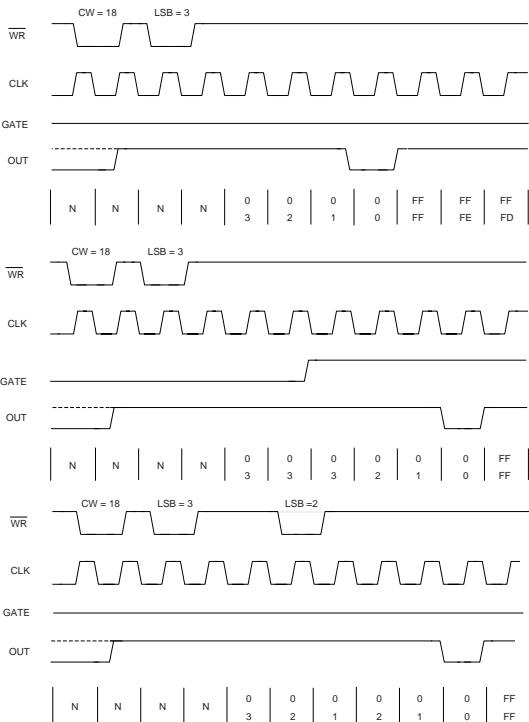 CW = 18 LSB = 3
WR
CLK
GATE
OUT
N N N N 0 0 0 0 FF FF FF
3 2 1 0 FF FE FD
CW = 18 LSB = 3
WR
CLK
GATE
OUT
N N N N 0 0 0 0 0 0 FF
3 3 3 2 1 0 FF
CW = 18 LSB = 3 LSB =2
WR
CLK
GATE
OUT
N N N N 0 0 0 0 0 0 FF
3 2 1 2 1 0 FF